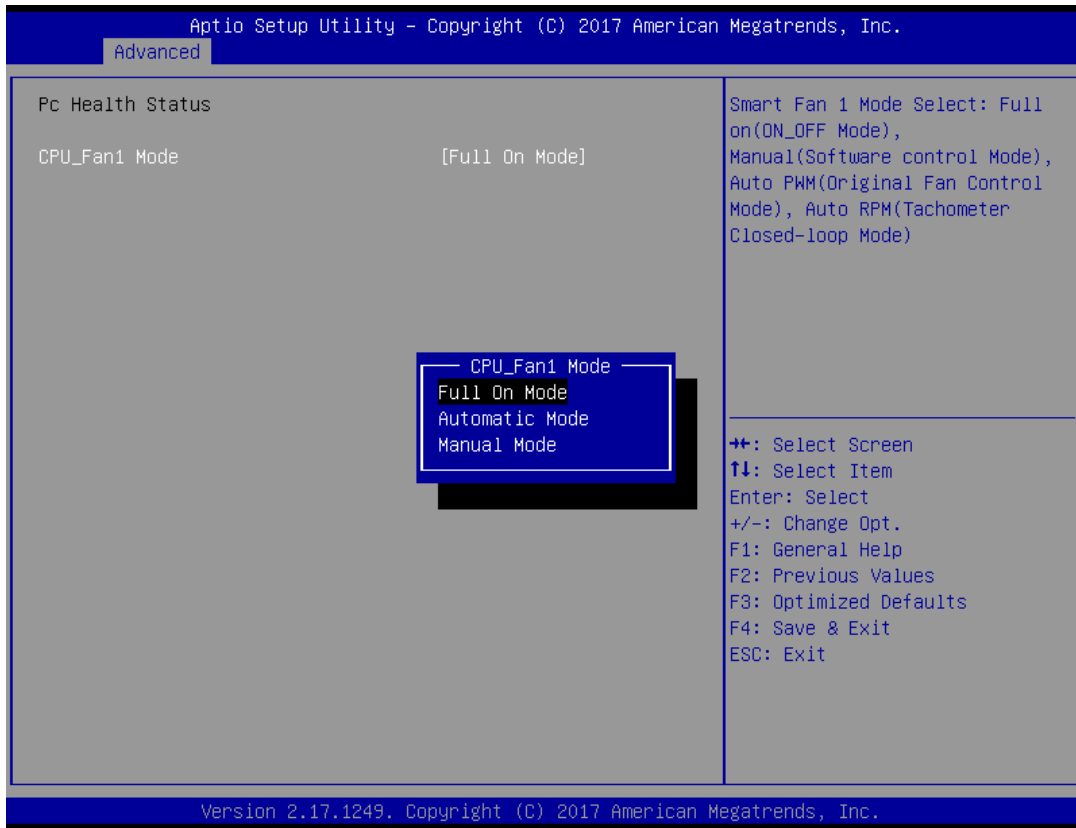 Aptio Setup Utility – Copyright (C) 2017 American Megatrends, Inc.
Advanced
Pc Health Status
CPU_Fan1 Mode [Full On Mode]
Smart Fan 1 Mode Select: Full
on(ON_OFF Mode),
Manual(Software control Mode),
Auto PWM(Original Fan Control
Mode), Auto RPM(Tachometer
Closed-loop Mode)
CPU_Fan1 Mode
Full On Mode
Automatic Mode
Manual Mode
→←: Select Screen
↑↓: Select Item
Enter: Select
+/-: Change Opt.
F1: General Help
F2: Previous Values
F3: Optimized Defaults
F4: Save & Exit
ESC: Exit
Version 2.17.1249. Copyright (C) 2017 American Megatrends, Inc.